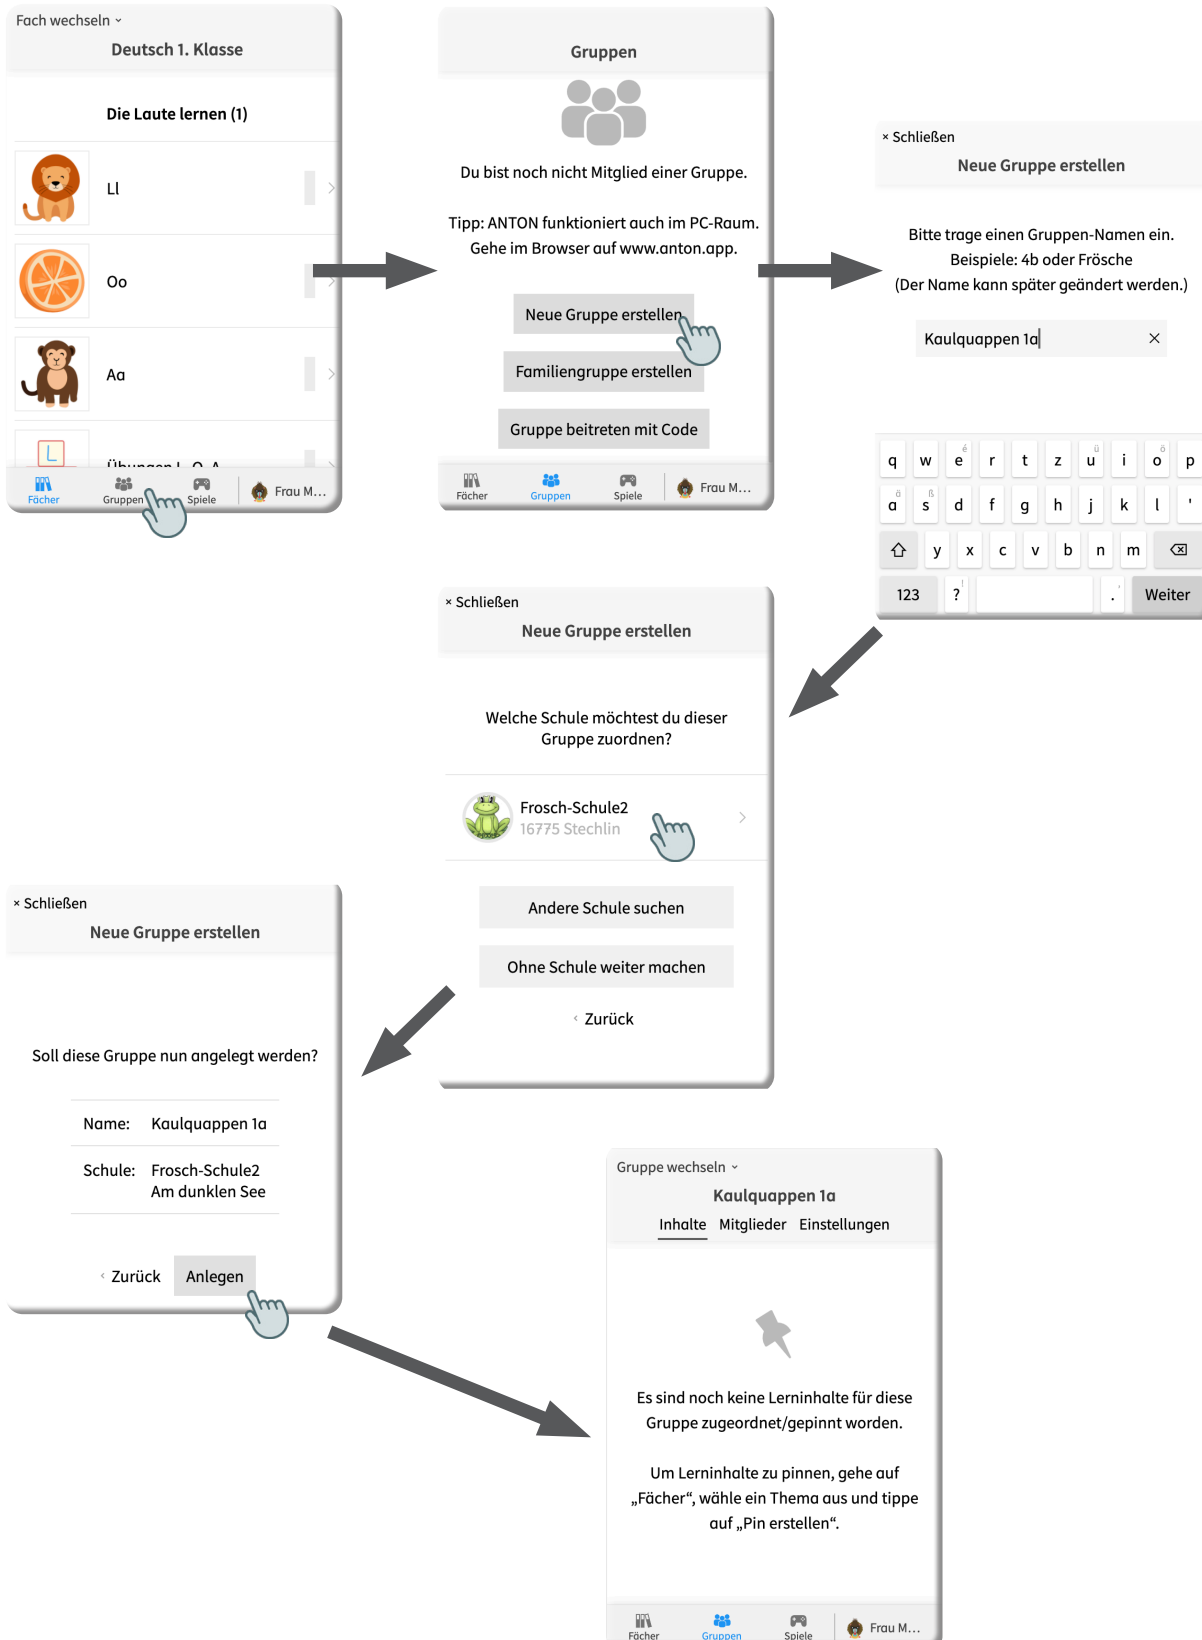 Fach wechseln
Deutsch 1. Klasse
Die Laute lernen (1)
Ll
Oo
Aa
L
Übungen L, O, A
Fächer
Gruppen
Spiele
Frau M...
Gruppen
Du bist noch nicht Mitglied einer Gruppe.
Tipp: ANTON funktioniert auch im PC-Raum.
Gehe im Browser auf www.anton.app.
Neue Gruppe erstellen
Familiengruppe erstellen
Gruppe beitreten mit Code
Fächer
Gruppen
Spiele
Frau M...
× Schließen
Neue Gruppe erstellen
Bitte trage einen Gruppen-Namen ein.
Beispiele: 4b oder Frösche
(Der Name kann später geändert werden.)
Kaulquappen 1a
q w e é r t z u ü i o ö p
a ä s ß d f g h j k l '
y x c v b n m
123 ? ! . , Weiter
× Schließen
Neue Gruppe erstellen
Welche Schule möchtest du dieser
Gruppe zuordnen?
Frosch-Schule2
16775 Stechlin
Andere Schule suchen
Ohne Schule weiter machen
Zurück
× Schließen
Neue Gruppe erstellen
Soll diese Gruppe nun angelegt werden?
Name: Kaulquappen 1a
Schule: Frosch-Schule2
Am dunklen See
Zurück
Anlegen
Gruppe wechseln
Kaulquappen 1a
Inhalte Mitglieder Einstellungen
Es sind noch keine Lerninhalte für diese
Gruppe zugeordnet/gepinnt worden.
Um Lerninhalte zu pinnen, gehe auf
„Fächer“, wähle ein Thema aus und tippe
auf „Pin erstellen“.
Fächer
Gruppen
Spiele
Frau M...